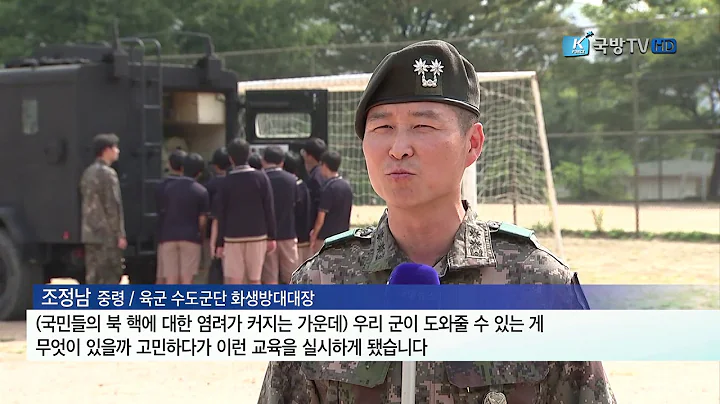 K 국방TV HD
조정남 중령 / 육군 수도군단 화생방대대장
(국민들의 북 핵에 대한 염려가 커지는 가운데) 우리 군이 도와줄 수 있는 게
무엇이 있을까 고민하다가 이런 교육을 실시하게 됐습니다